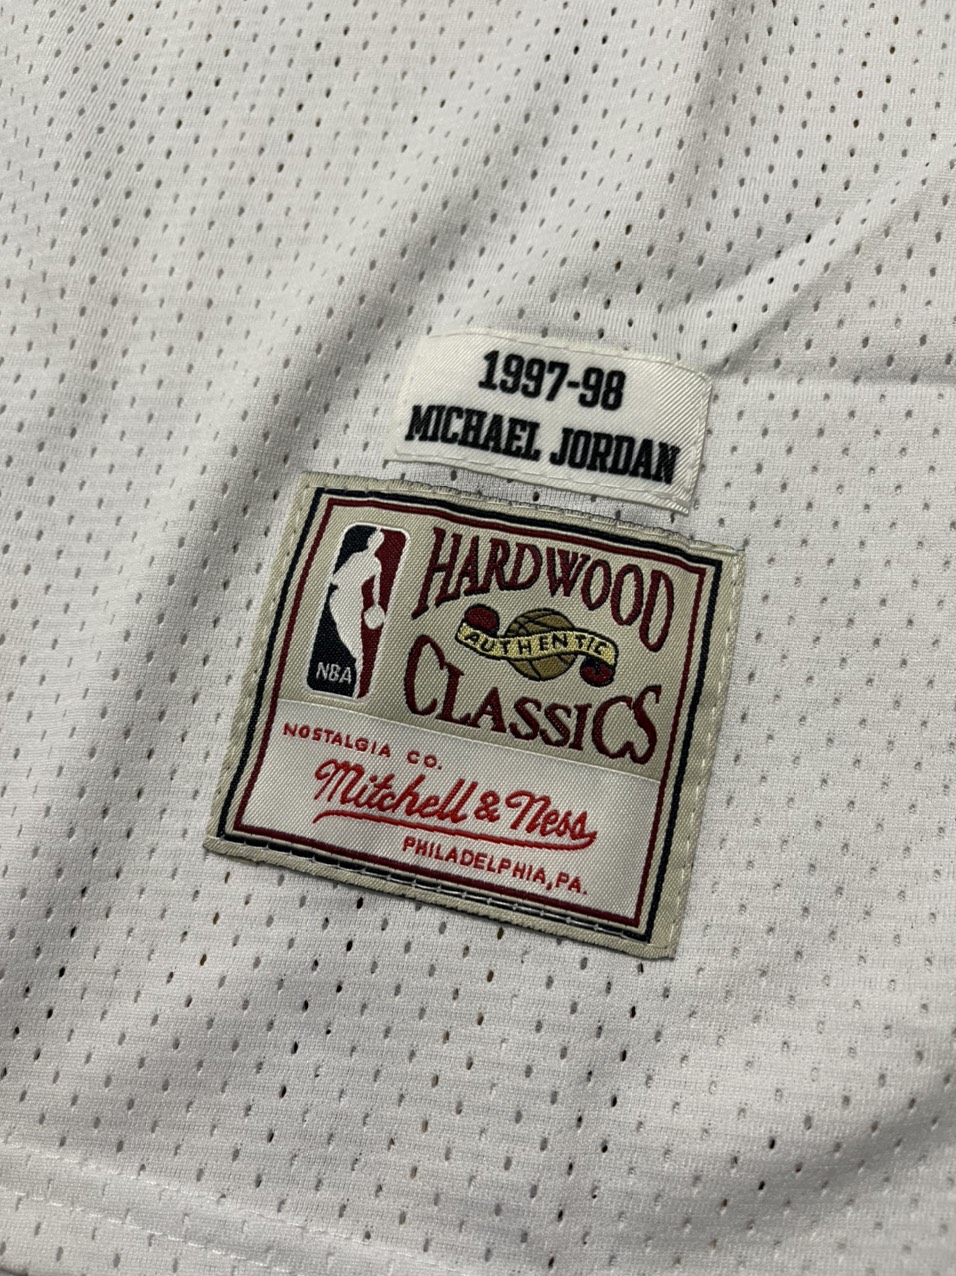 1997-98
MICHAEL JORDAN
HARDWOOD
AUTHENTIC
CLASSICS
NBA
NOSTALGIA CO.
Mitchell & Ness
PHILADELPHIA, PA.